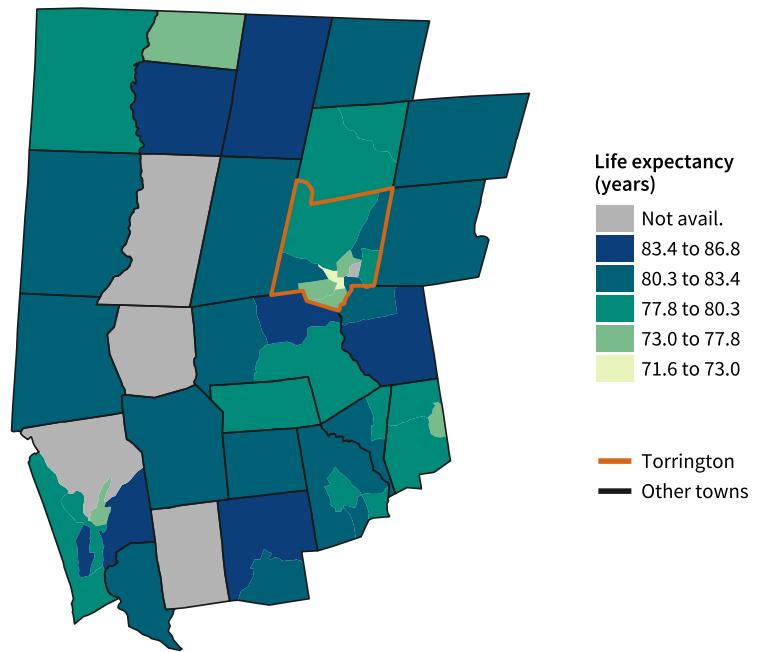 Life expectancy
(years)
Not avail.
83.4 to 86.8
80.3 to 83.4
77.8 to 80.3
73.0 to 77.8
71.6 to 73.0
Torrington
Other towns